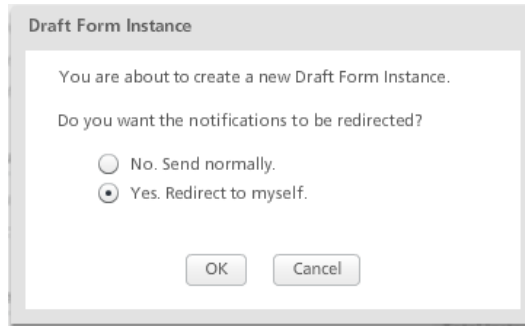 Draft Form Instance
You are about to create a new Draft Form Instance.
Do you want the notifications to be redirected?
No. Send normally.
Yes. Redirect to myself.
OK
Cancel